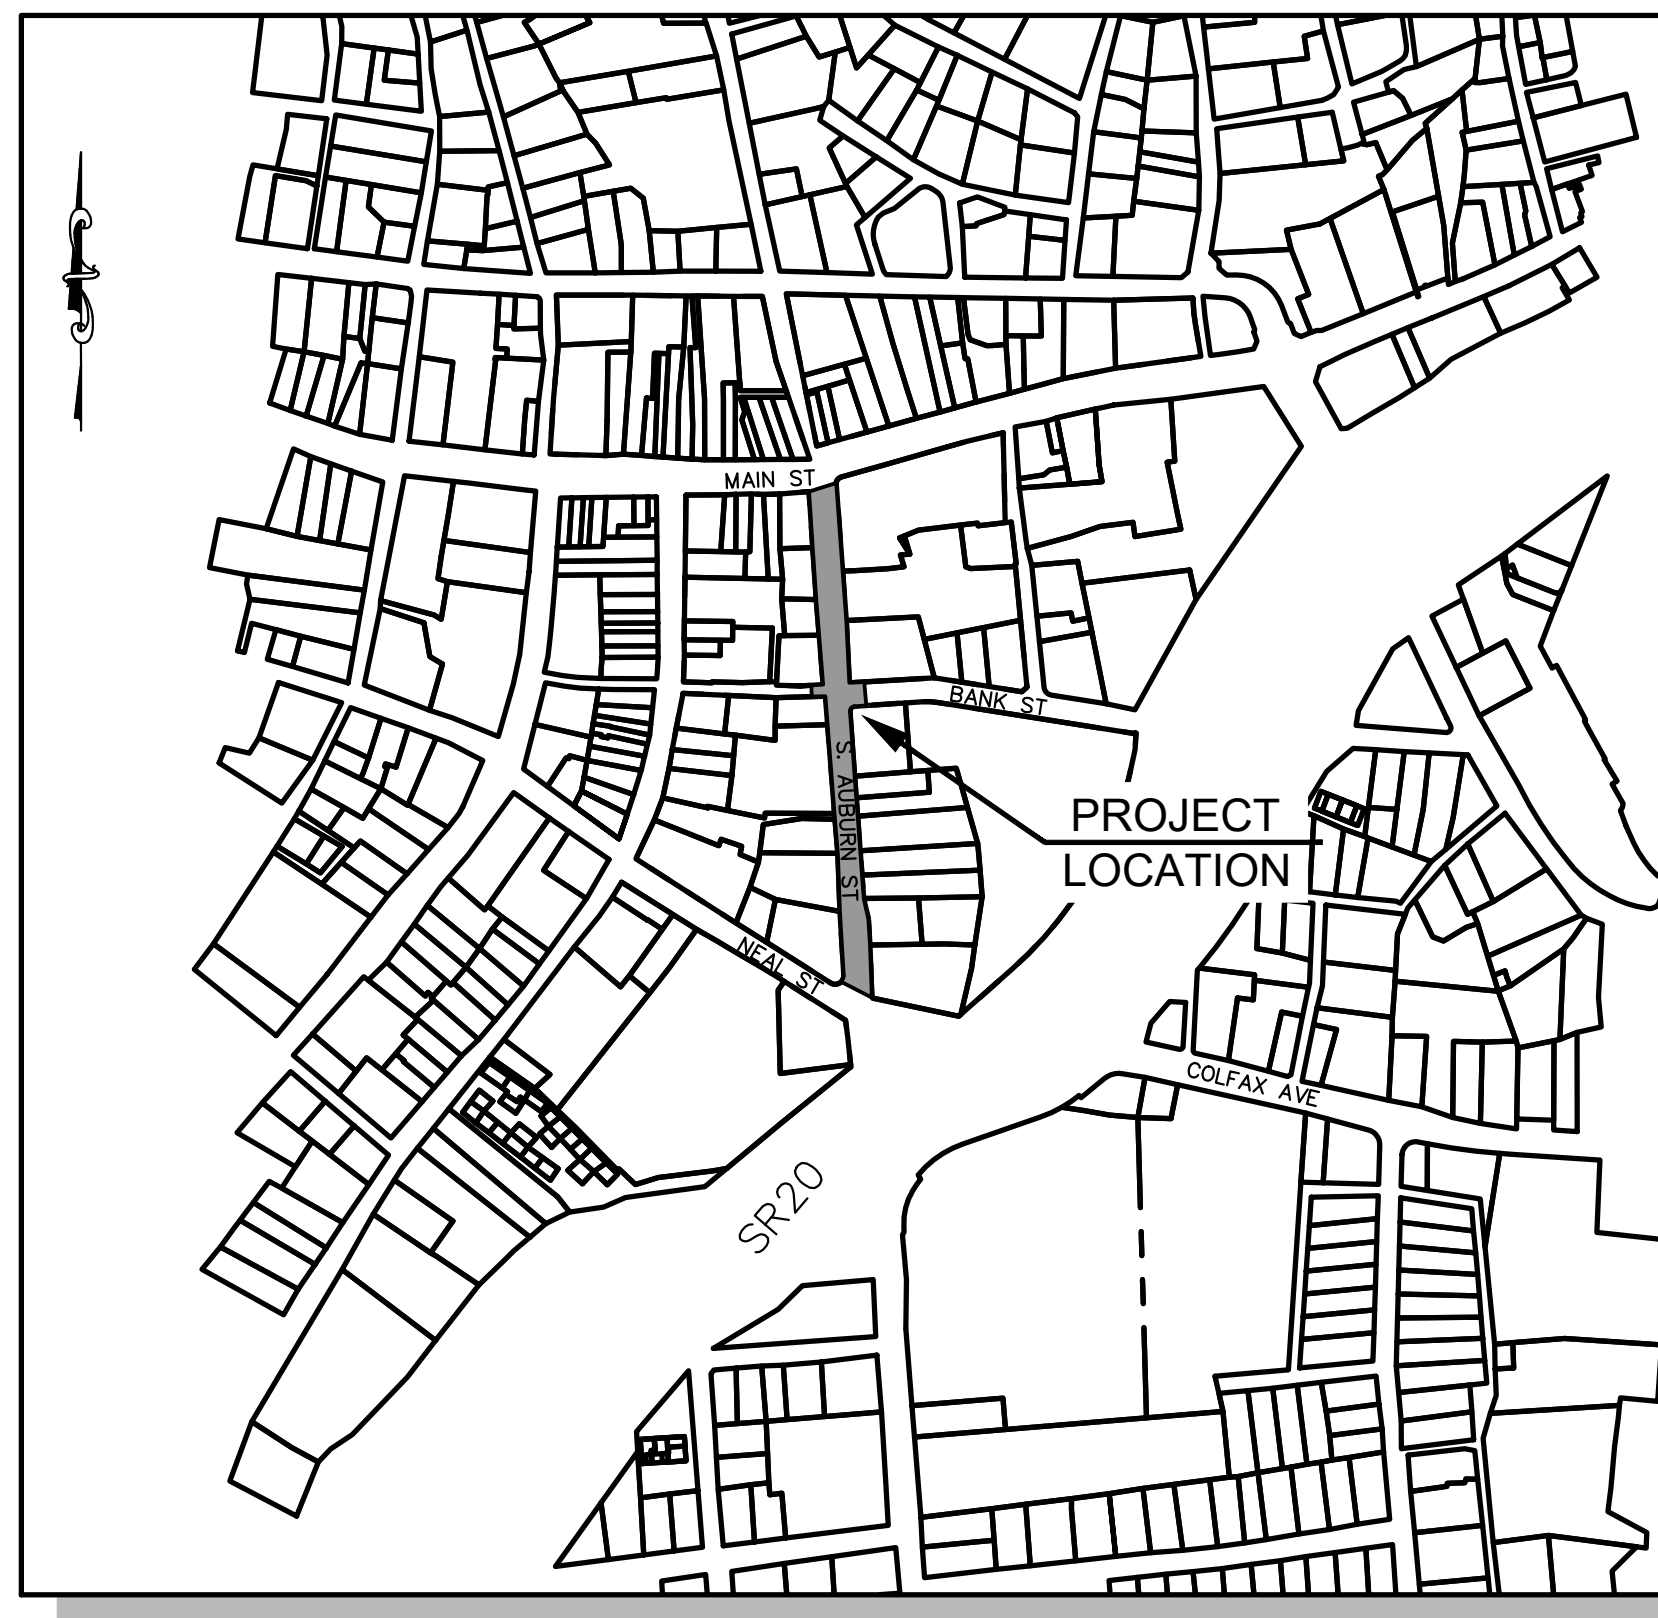 MAIN ST
BANK ST
S. AUBURN ST
PROJECT
LOCATION
NEAL ST
COLFAX AVE
SR20